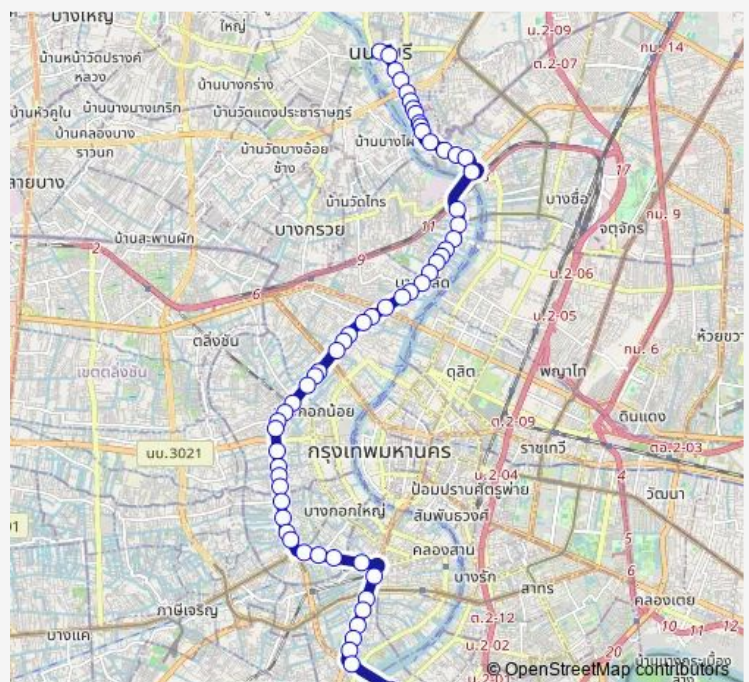 บางใหญ่
ใหญ่
น.2-09
กม. 14
นนทบุรี
ต.2-07
บ้านหน้าวัดปรางค์
หลวง
บ้านบางกร่าง
บ้านหัวคูใน
บ้านบางนางเกริก
บ้านวัดแดงประชาราษฎร์
บ้านคลองบาง
ราวนก
บ้านบางไผ่
บ้านวัดบางอ้อย
ช้าง
17
ลายบาง
บ้านวัดไทร
บางซื่อ
กม. 9
11
จตุจักร
บ้านสะพานผัก
บางกรวย
2
9
น.2-06
บางพลัด
6
น.2-05
ห้วยขวา
ตลิ่งชัน
กม. 6
เขตตลิ่งชัน
ดุสิต
พญาไท
กอกน้อย
ดินแดง
ต.2-09
นบ.3021
กรุงเทพมหานคร
ราชเทวี
ตอ.2-03
น.2-04
4
ป้อมปราบศัตรูพ่าย
วัฒนา
บางกอกใหญ่
สัมพันธวงศ์
01
5
คลองสาน
6
บางรัก
สาทร
ภาษีเจริญ
ต.2-12
คลองเตย
บางแค
10
11
12
น.2-02
20
© OpenStreetMap contributors